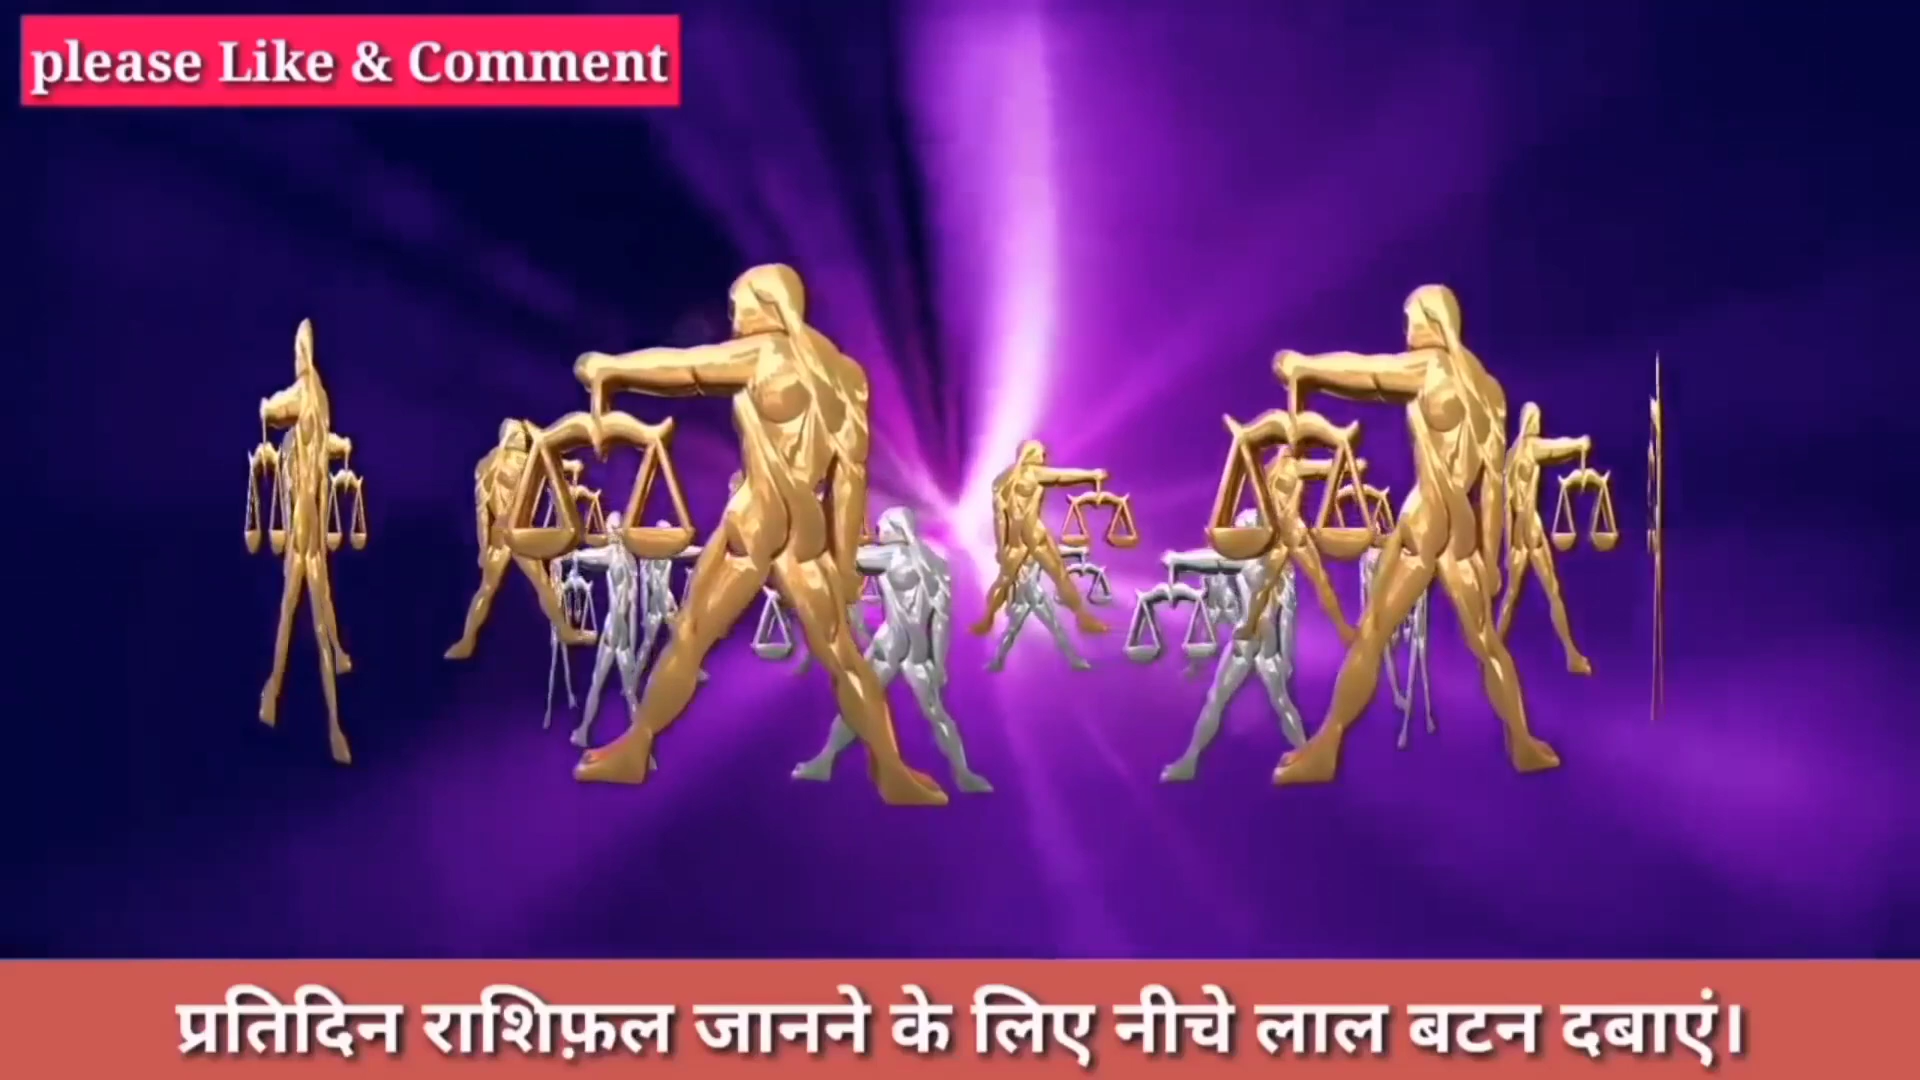 please Like & Comment
प्रतिदिन राशिफ़ल जानने के लिए नीचे लाल बटन दबाएं।